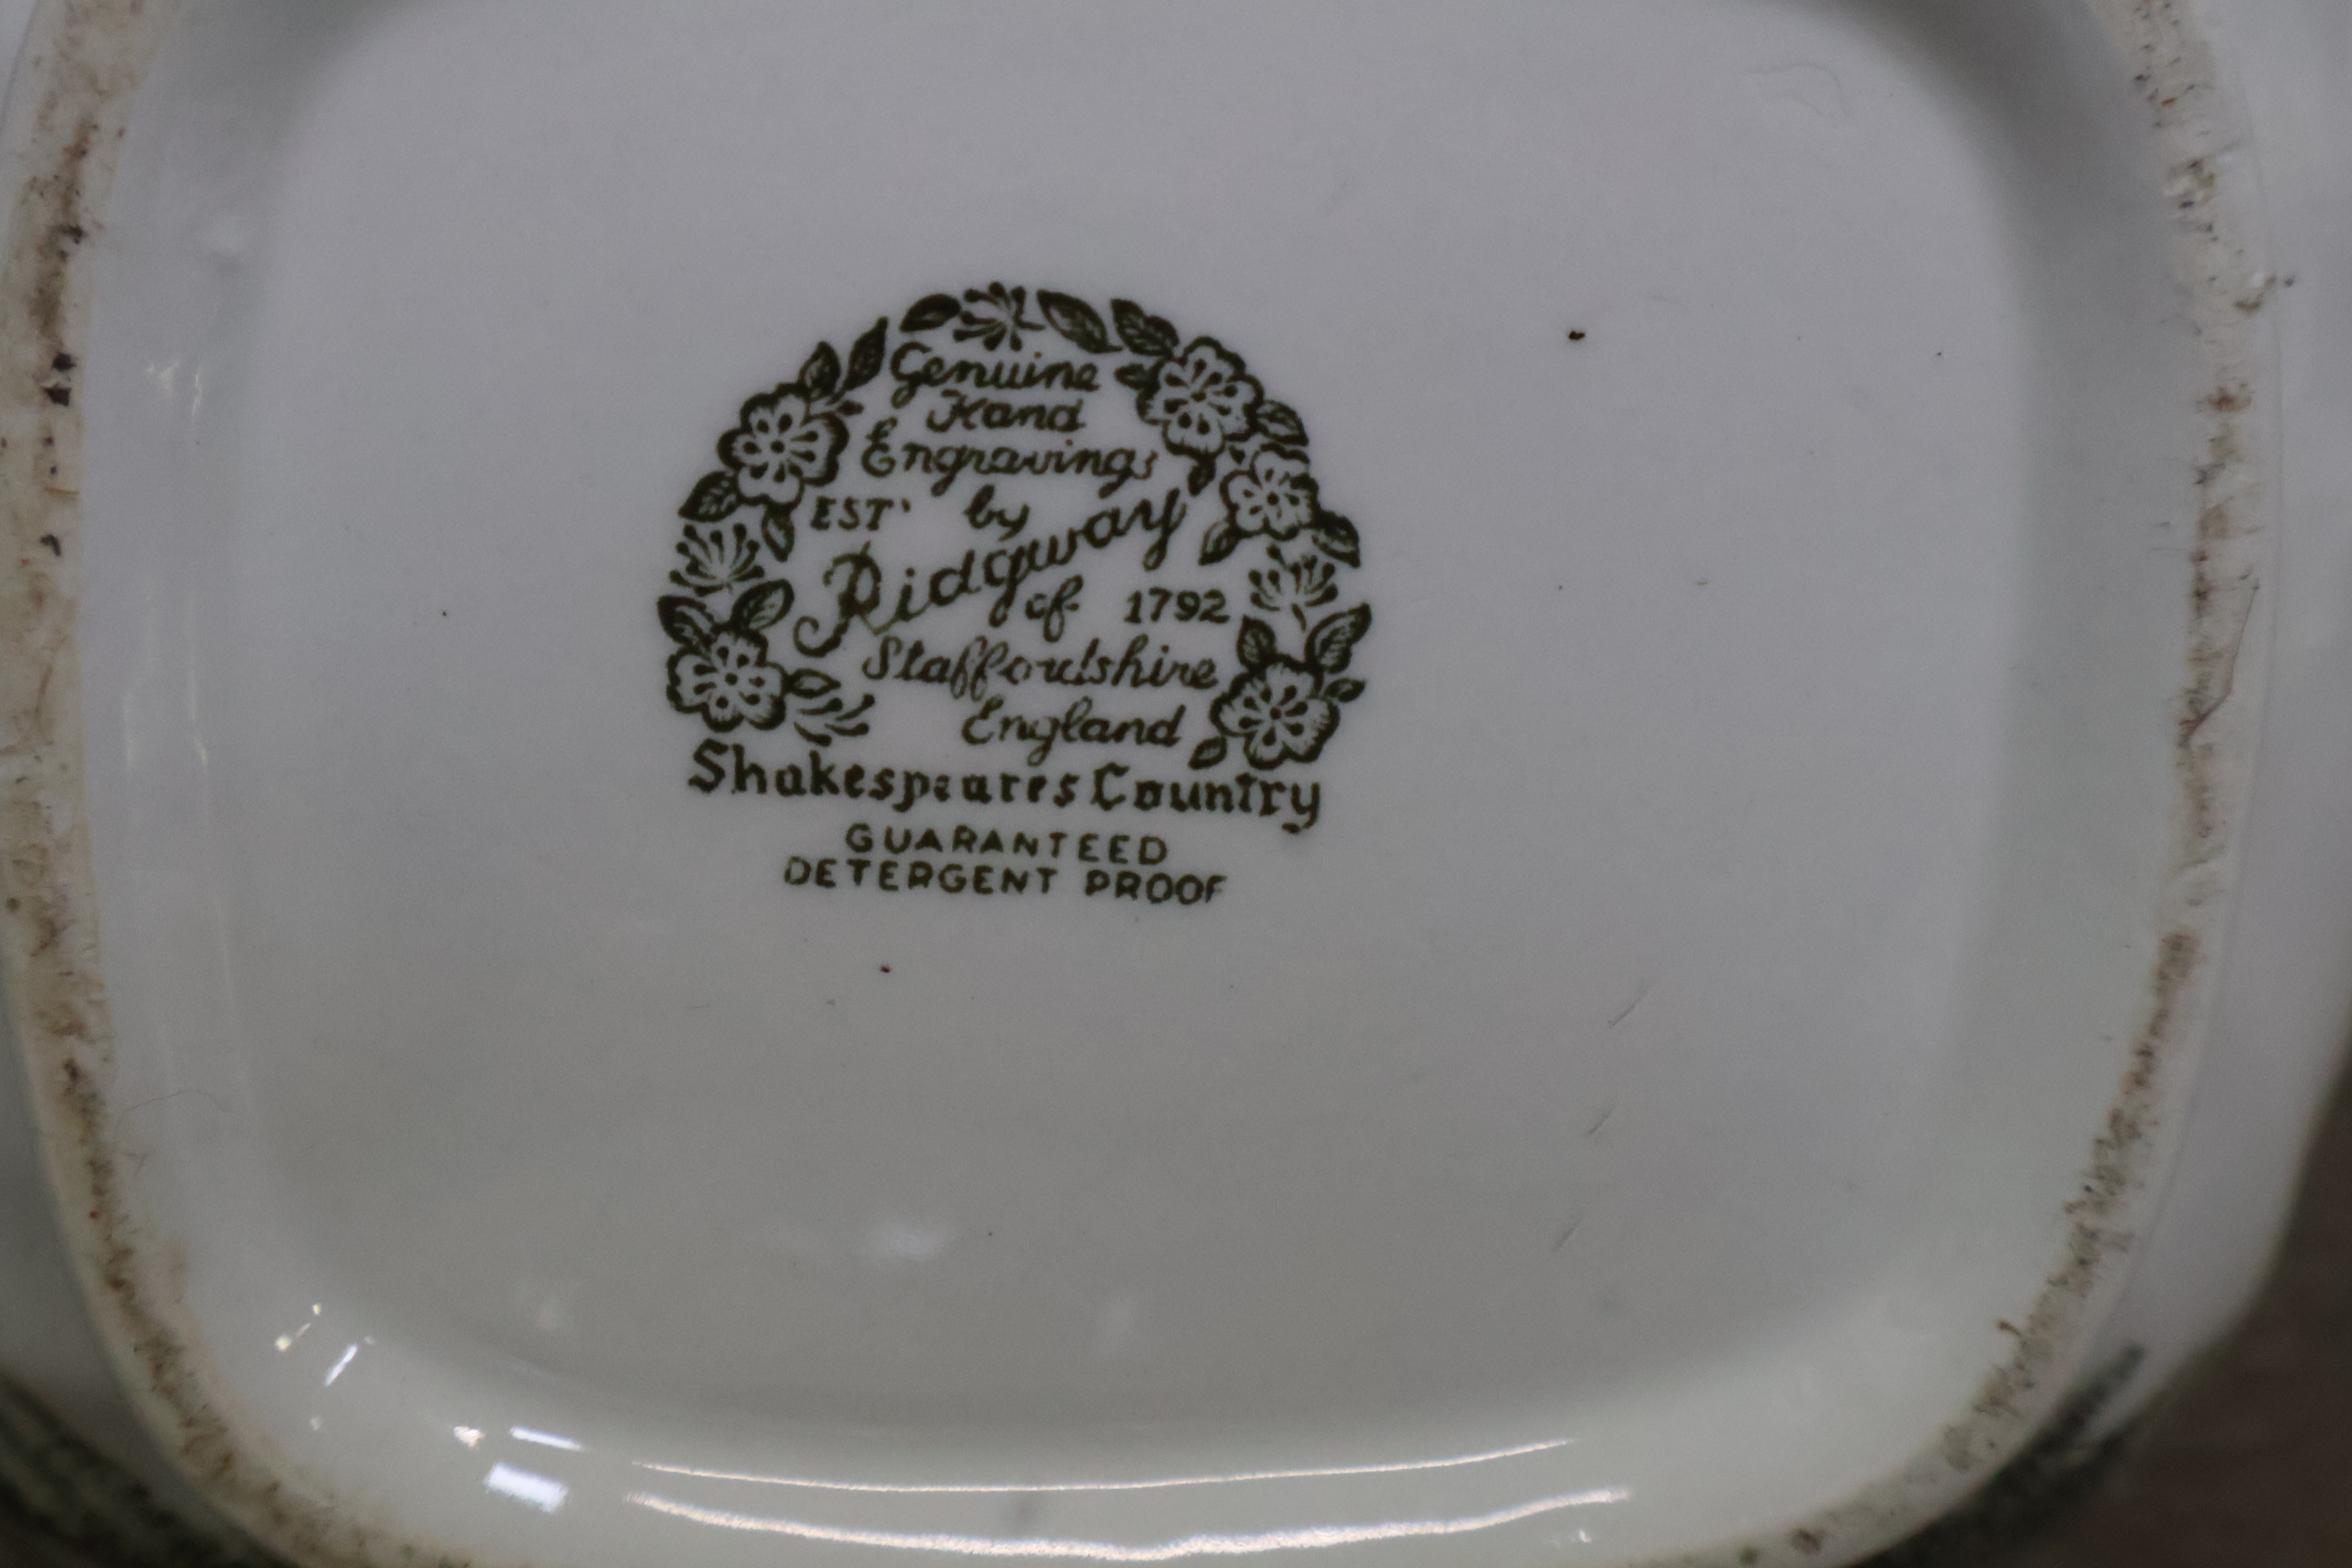 Genuine
Hand
Engravings
EST' by
Ridgway
of 1792
Staffordshire
England
Shakespeares Country
GUARANTEED
DETERGENT PROOF